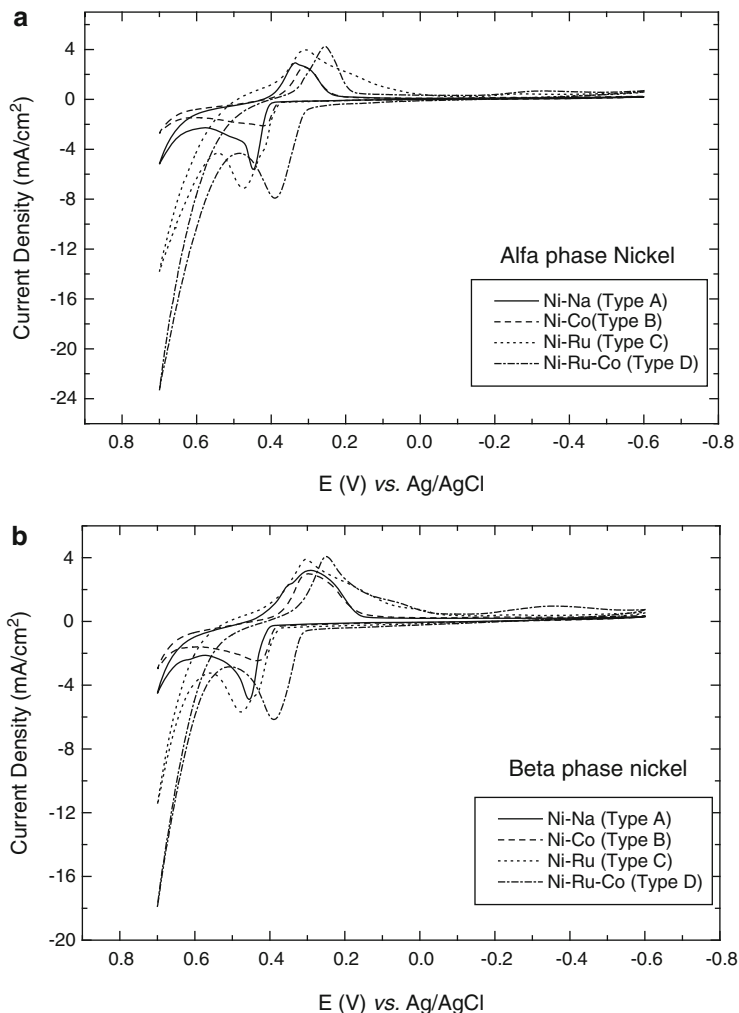 a
4
0
-4
-8
-12
-16
-20
-24
Current Density (mA/cm²)
Alfa phase Nickel
Ni-Na (Type A)
Ni-Co(Type B)
Ni-Ru (Type C)
Ni-Ru-Co (Type D)
0.8 0.6 0.4 0.2 0.0 -0.2 -0.4 -0.6 -0.8
E (V) vs. Ag/AgCl
b
4
0
-4
-8
-12
-16
-20
Current Density (mA/cm²)
Beta phase nickel
Ni-Na (Type A)
Ni-Co (Type B)
Ni-Ru (Type C)
Ni-Ru-Co (Type D)
0.8 0.6 0.4 0.2 0.0 -0.2 -0.4 -0.6 -0.8
E (V) vs. Ag/AgCl